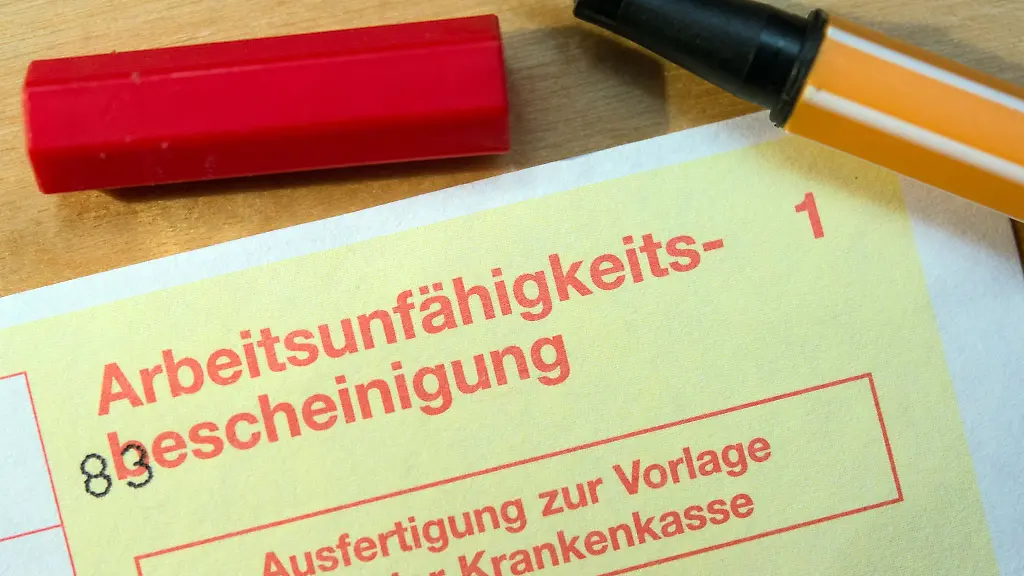 Arbeitsunfähigkeits- 1
bescheinigung
83
Ausfertigung zur Vorlage
Krankenkasse